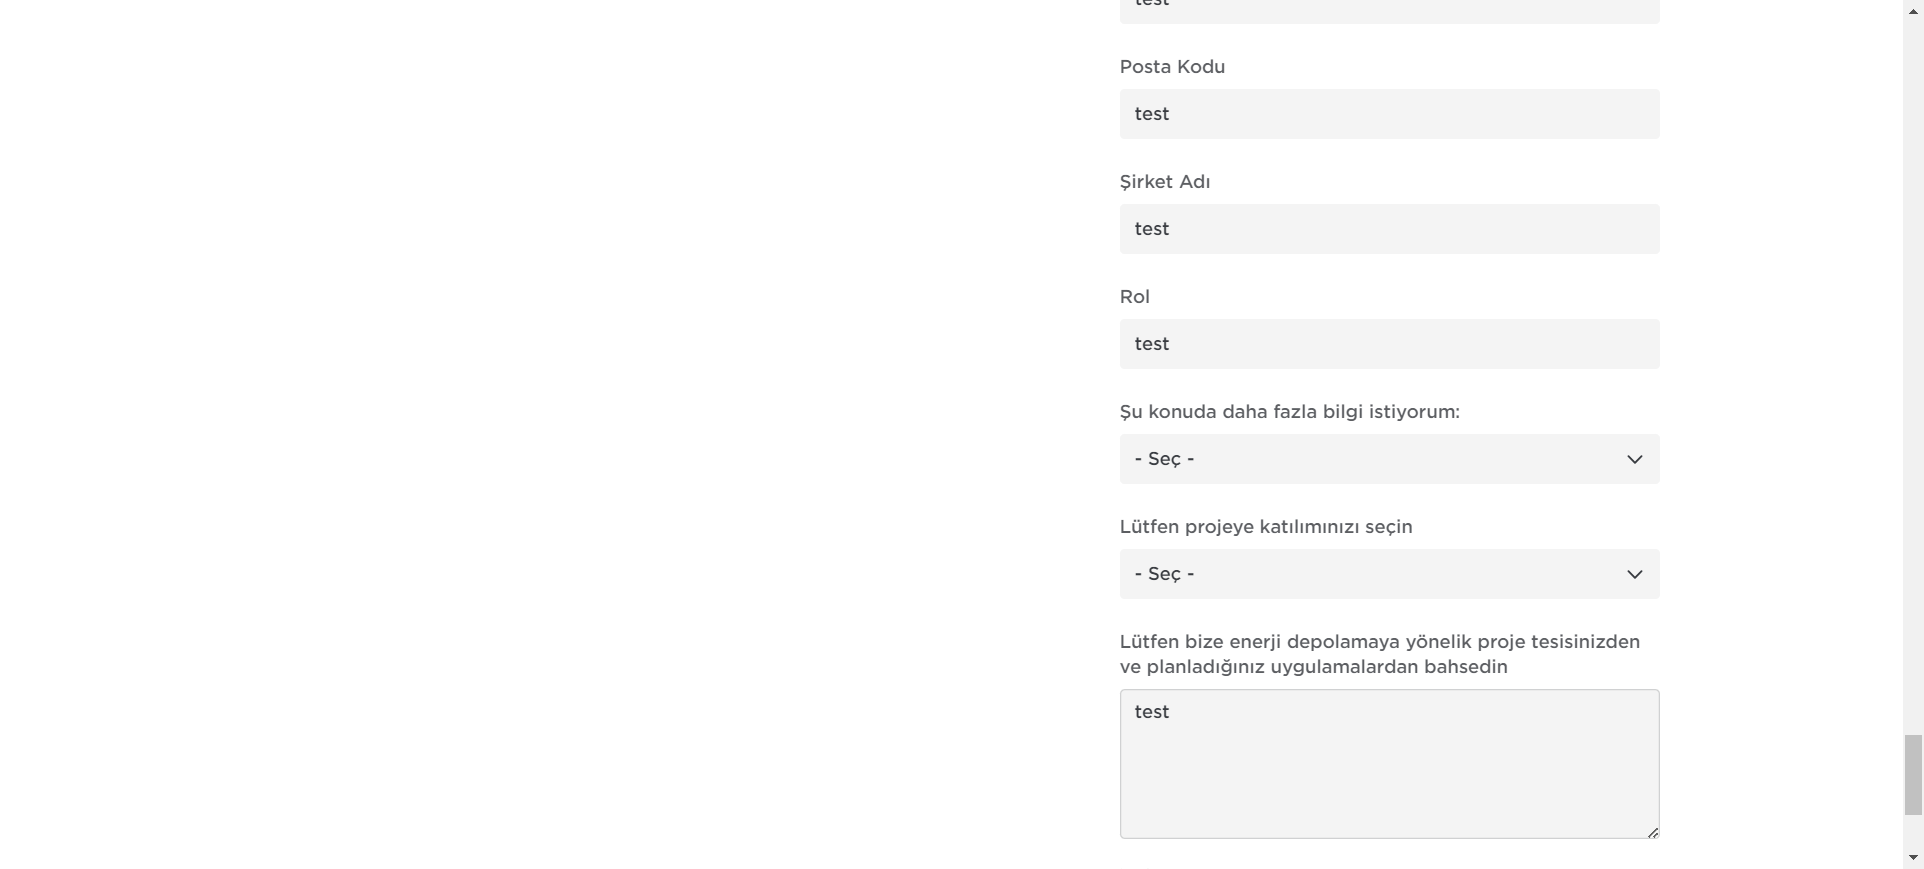 test
Posta Kodu
test
Şirket Adı
test
Rol
test
Şu konuda daha fazla bilgi istiyorum:
- Seç -
Lütfen projeye katılımınızı seçin
- Seç -
Lütfen bize enerji depolamaya yönelik proje tesisinizden
ve planladığınız uygulamalardan bahsedin
test